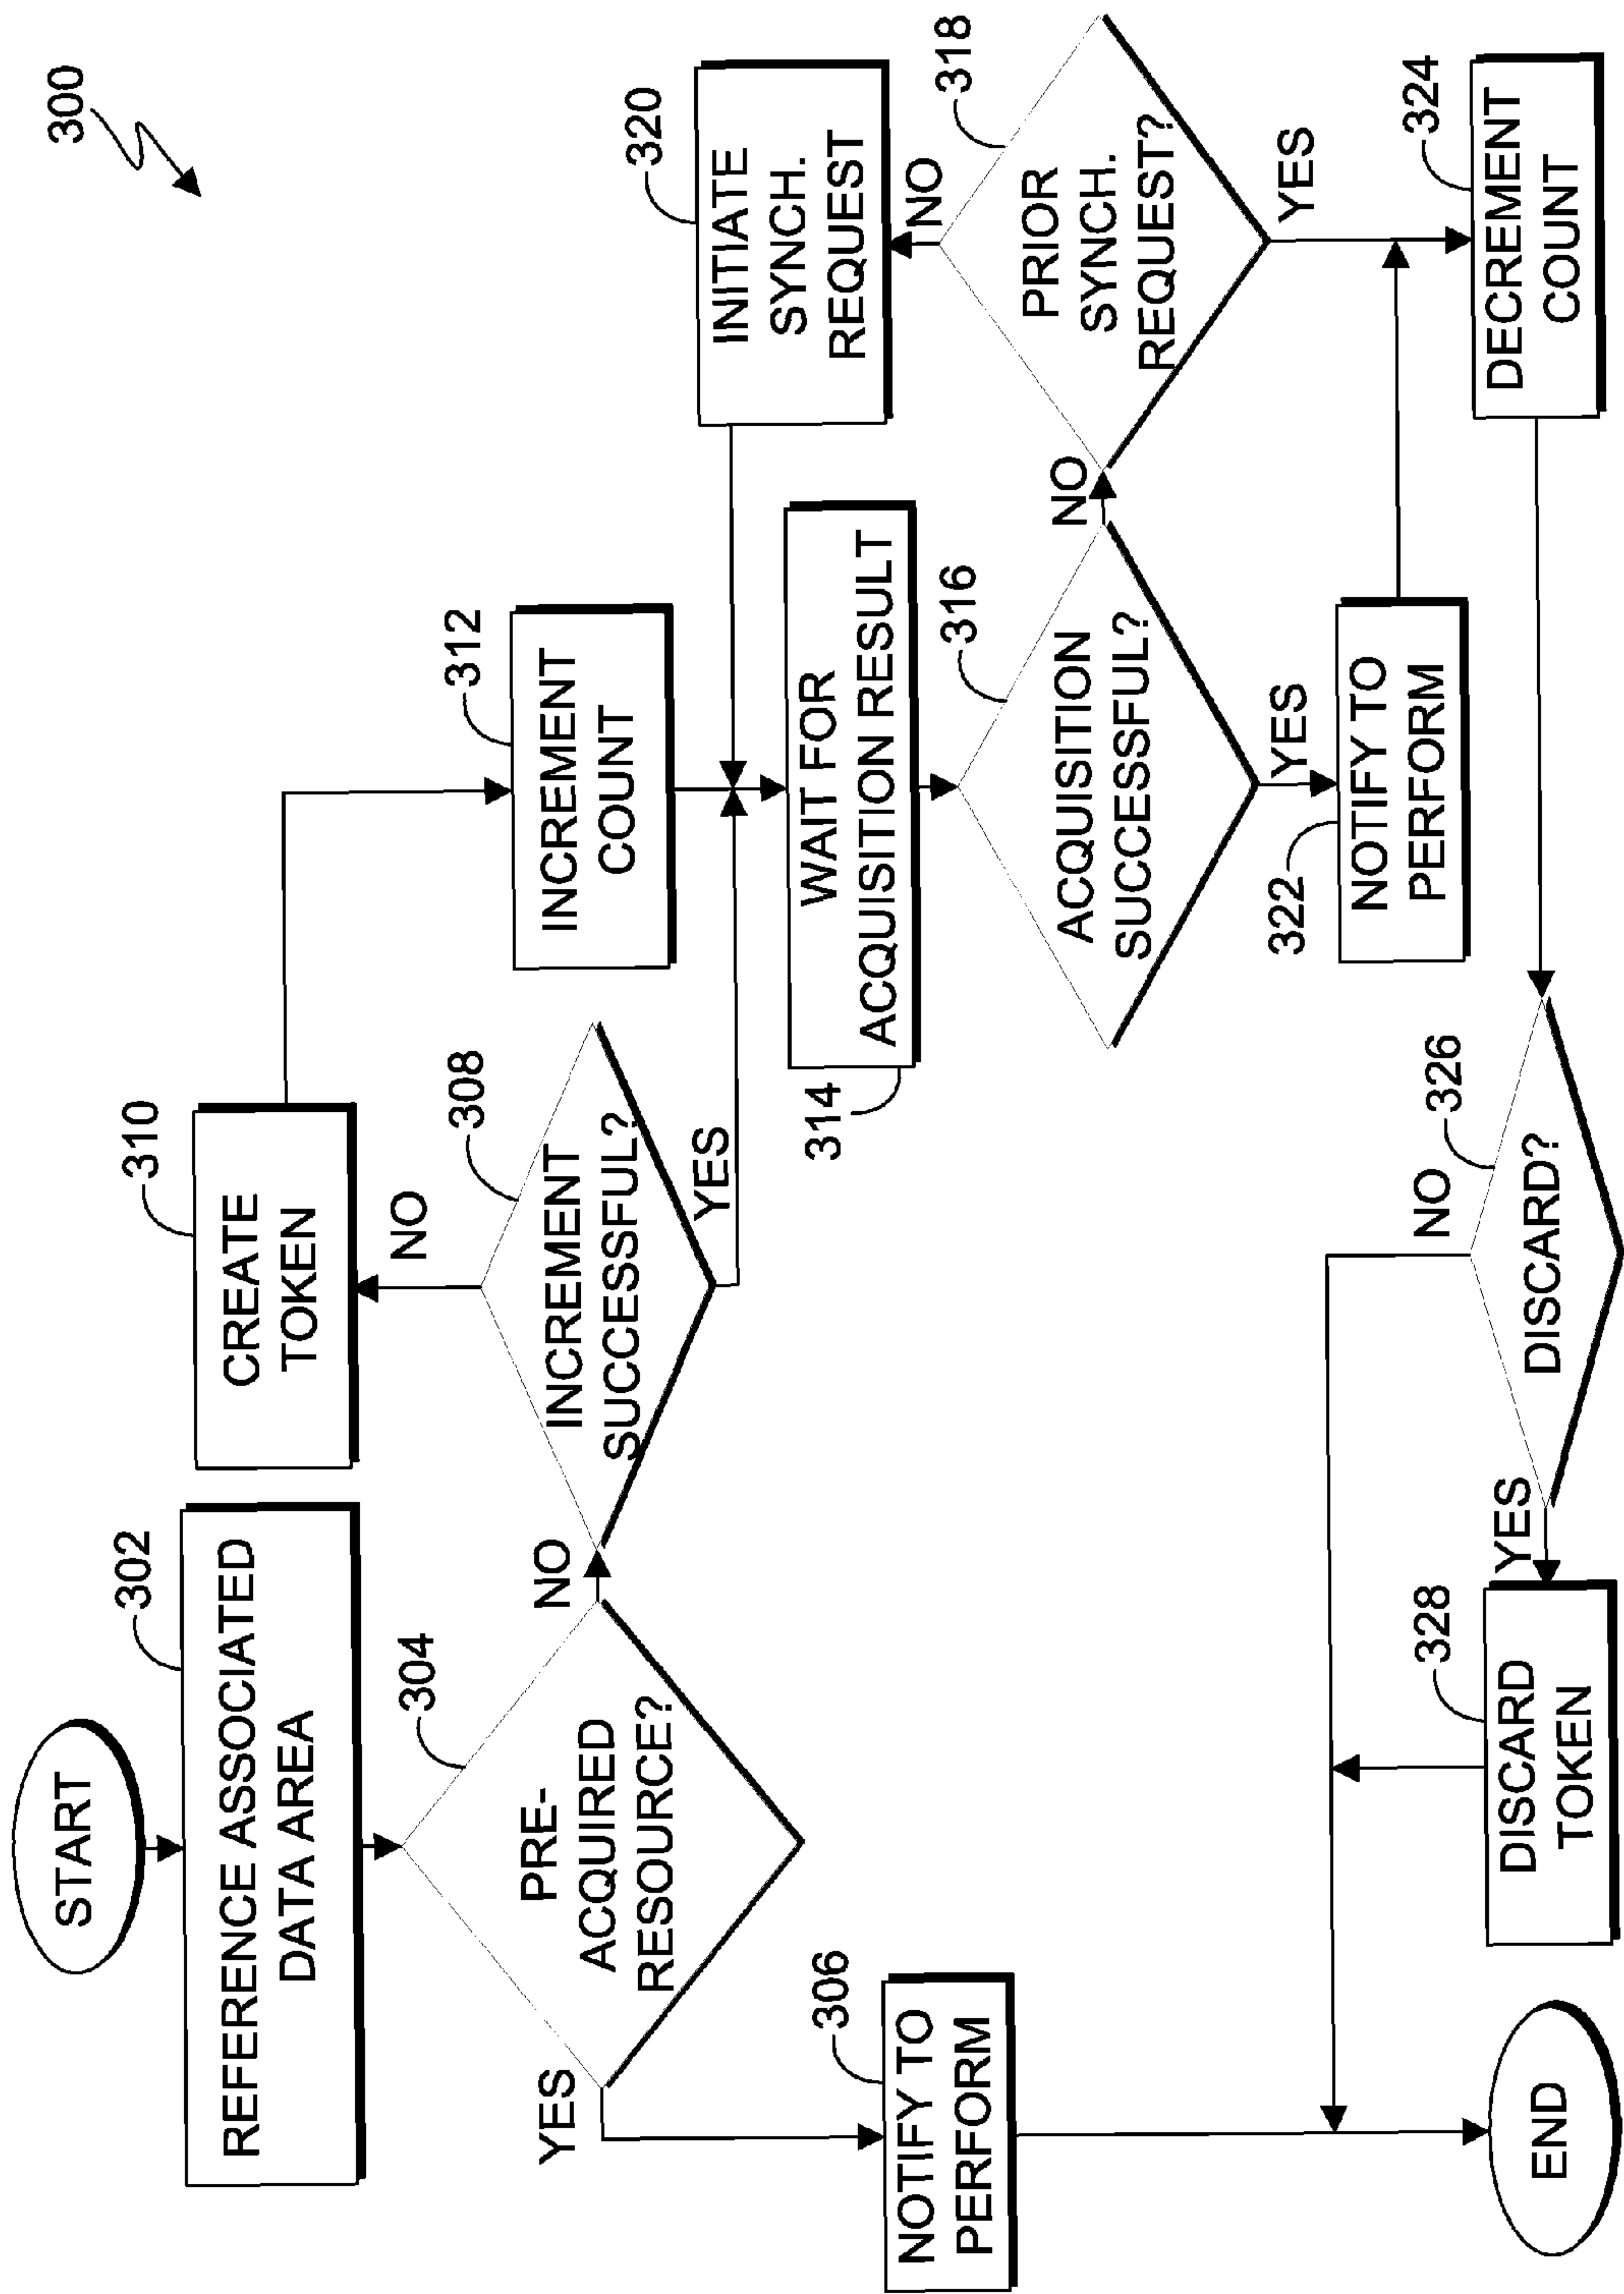 300
START
302
REFERENCE ASSOCIATED
DATA AREA
304
PRE-
ACQUIRED
RESOURCE?
YES
NO
306
NOTIFY TO
PERFORM
308
INCREMENT
SUCCESSFUL?
NO
YES
310
CREATE
TOKEN
312
INCREMENT
COUNT
314
WAIT FOR
ACQUISITION RESULT
316
ACQUISITION
SUCCESSFUL?
NO
YES
318
PRIOR
SYNCH.
REQUEST?
NO
YES
320
INITIATE
SYNCH.
REQUEST
322
NOTIFY TO
PERFORM
324
DECREMENT
COUNT
326
DISCARD?
NO
YES
328
DISCARD
TOKEN
END